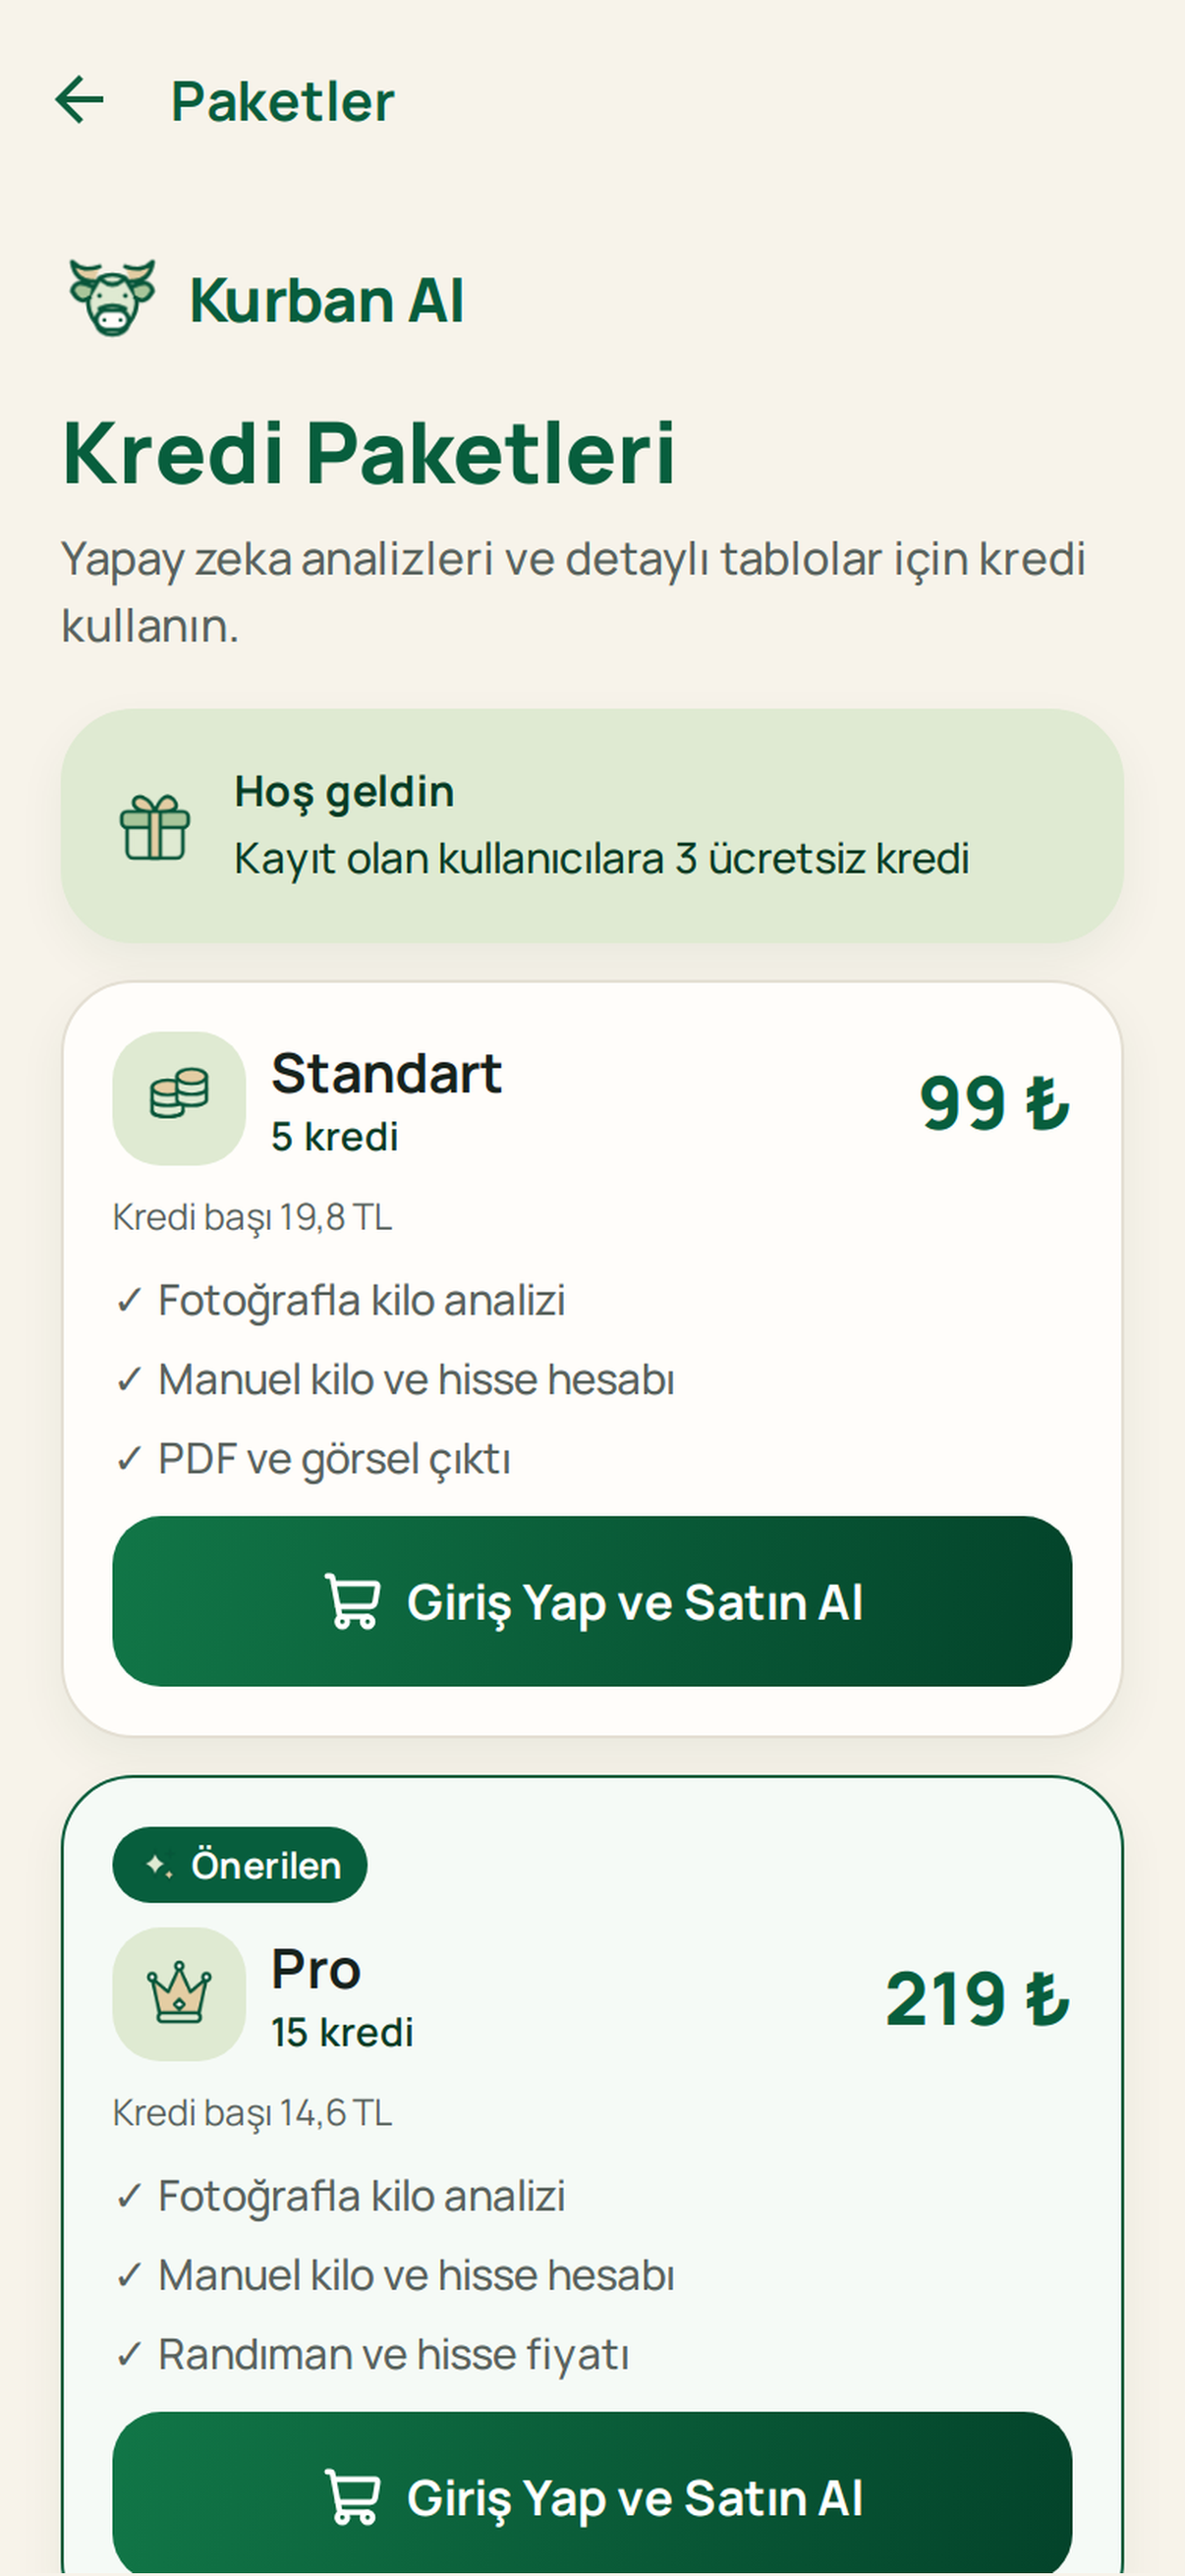 Paketler
Kurban AI
Kredi Paketleri
Yapay zeka analizleri ve detaylı tablolar için kredi
kullanın.
Hoş geldin
Kayıt olan kullanıcılara 3 ücretsiz kredi
Standart
5 kredi
99 ₺
Kredi başı 19,8 TL
✓ Fotoğrafla kilo analizi
✓ Manuel kilo ve hisse hesabı
✓ PDF ve görsel çıktı
Giriş Yap ve Satın Al
Önerilen
Pro
15 kredi
219 ₺
Kredi başı 14,6 TL
✓ Fotoğrafla kilo analizi
✓ Manuel kilo ve hisse hesabı
✓ Randıman ve hisse fiyatı
Giriş Yap ve Satın Al